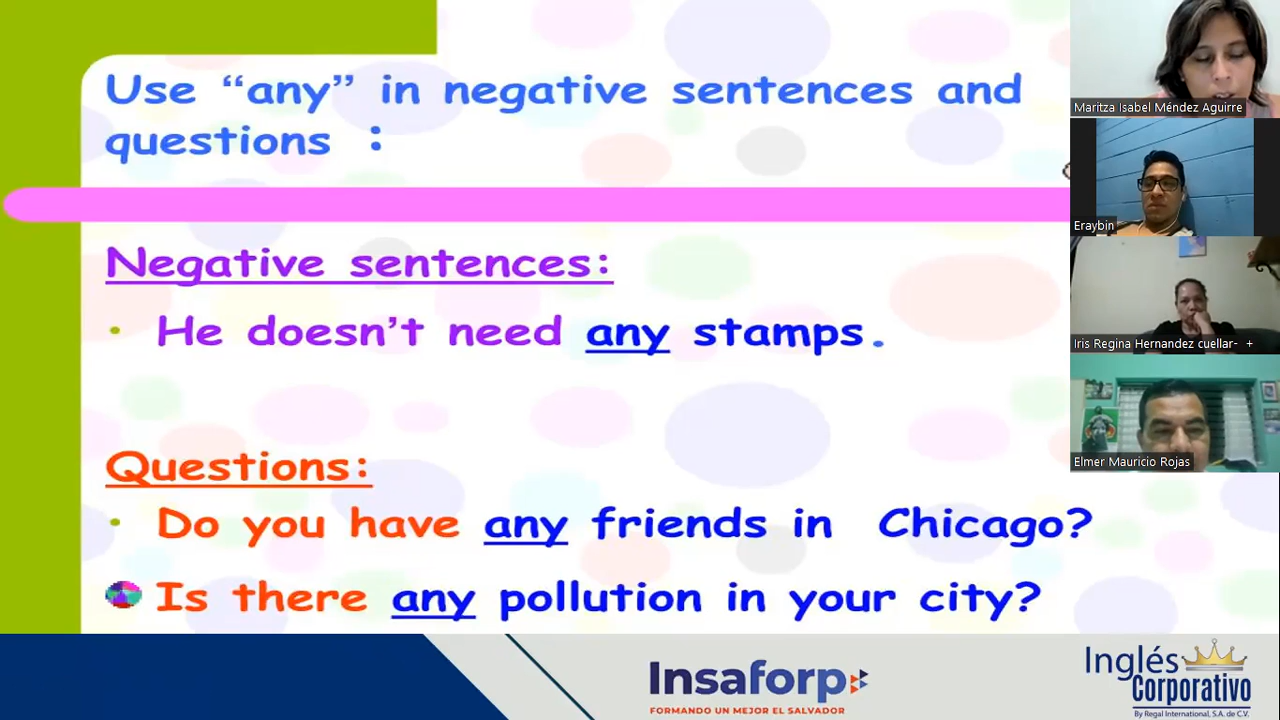 Use “any” in negative sentences and
questions :
Negative sentences:
• He doesn’t need any stamps.
Questions:
• Do you have any friends in Chicago?
Is there any pollution in your city?
Maritza Isabel Méndez Aguirre
Eraybin
Iris Regina Hernandez cuellar- +
Elmer Mauricio Rojas
Insaforp
FORMANDO UN MEJOR EL SALVADOR
Inglés
Corporativo
By Regal International, S.A. de C.V.